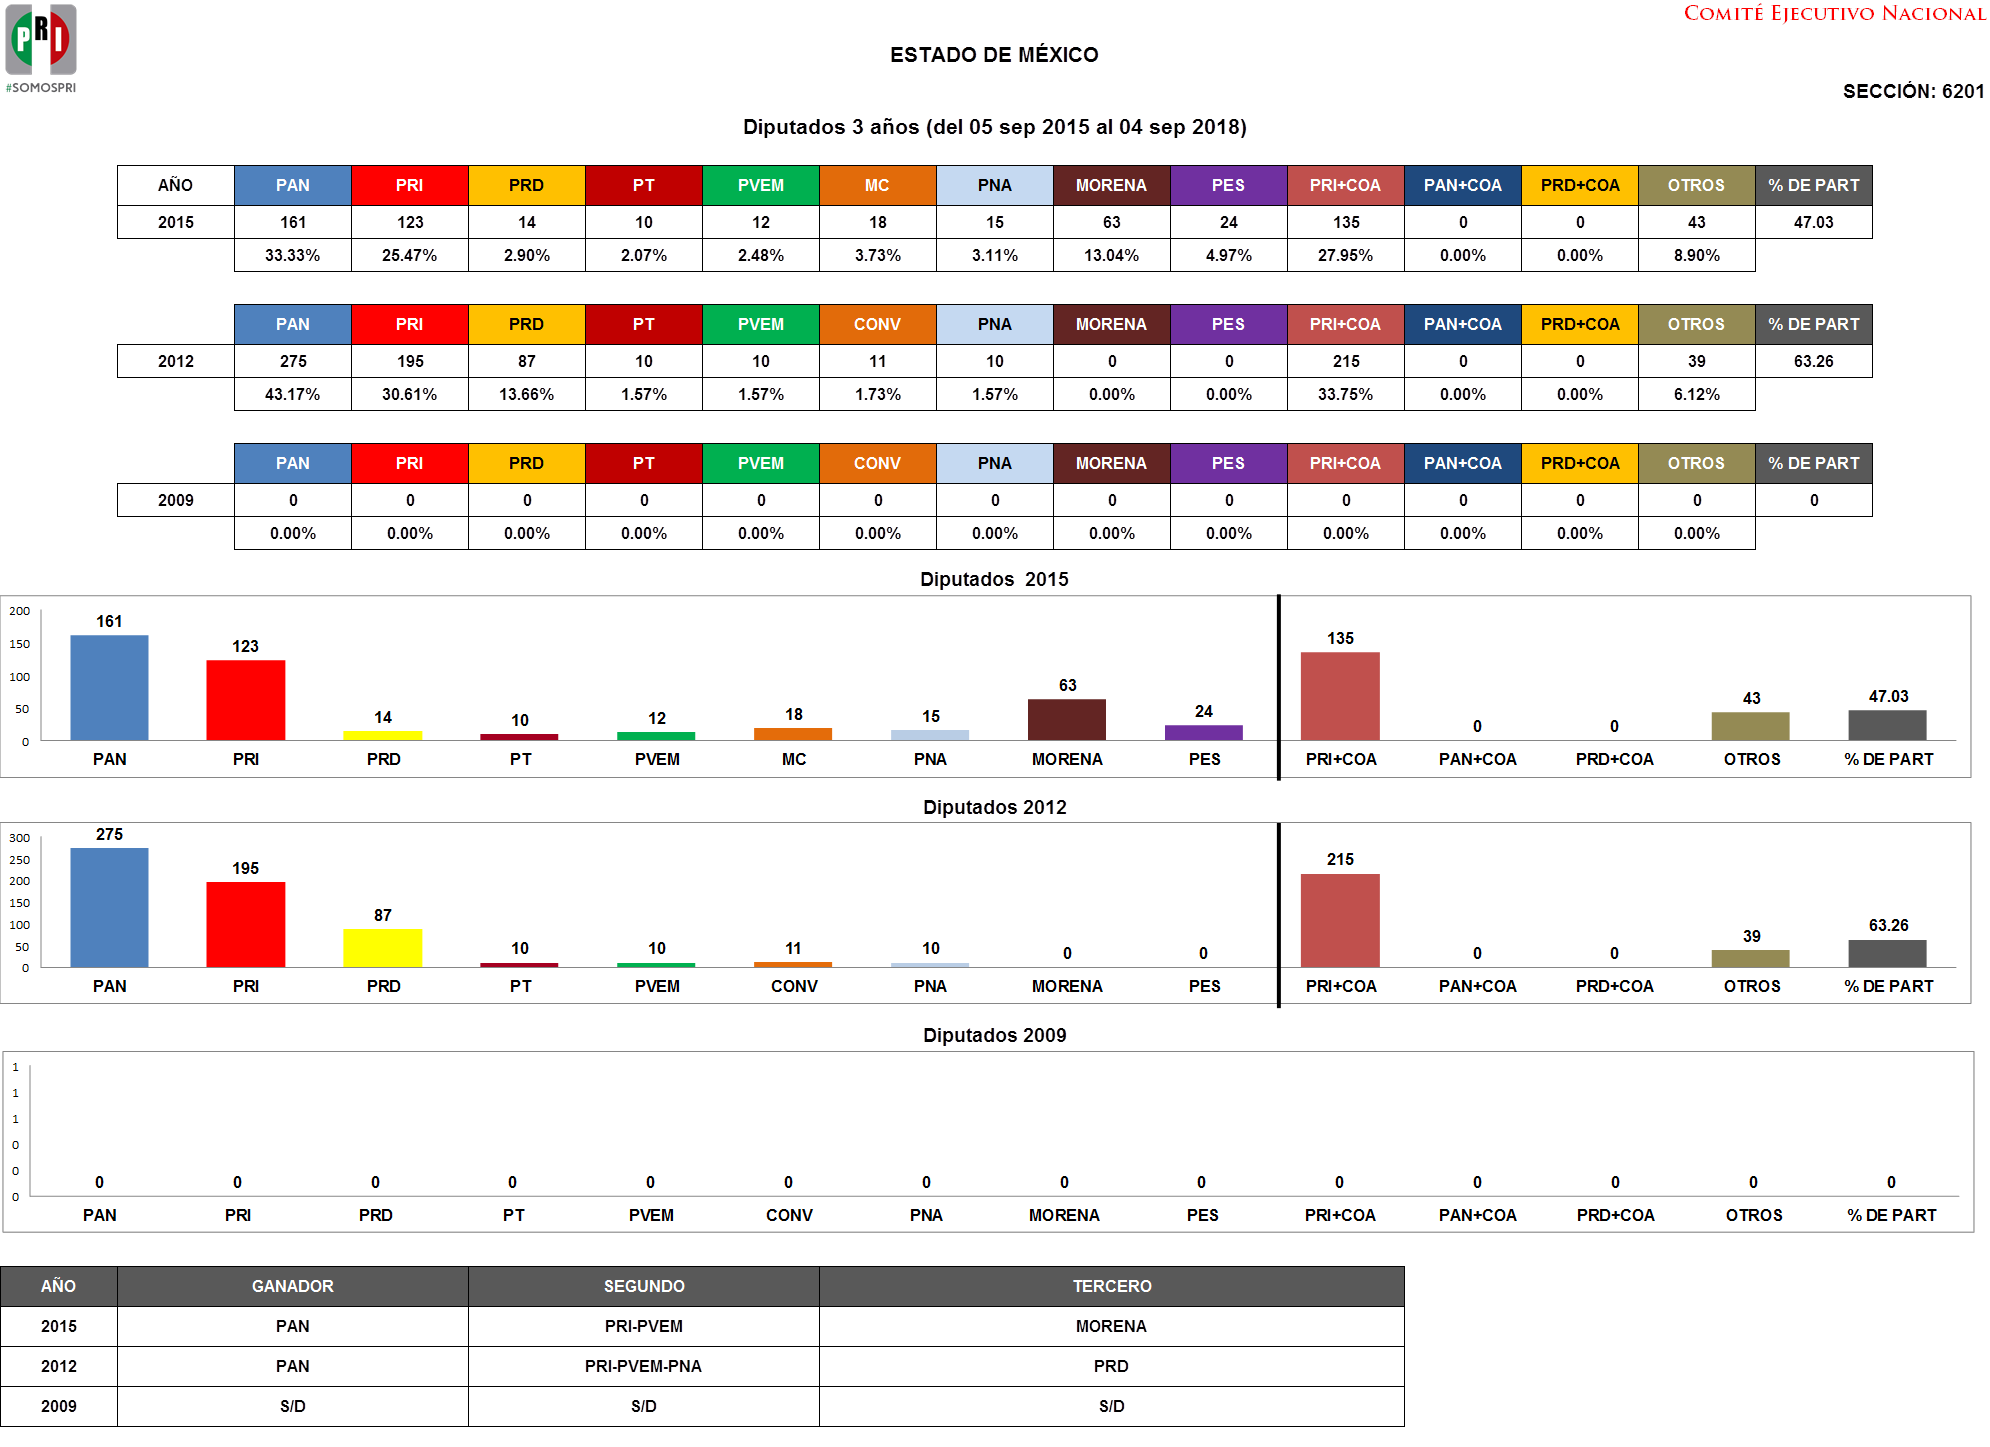 PRI
#SOMOSPRI
COMITÉ EJECUTIVO NACIONAL
ESTADO DE MÉXICO
SECCIÓN: 6201
Diputados 3 años (del 05 sep 2015 al 04 sep 2018)
AÑO PAN PRI PRD PT PVEM MC PNA MORENA PES PRI+COA PAN+COA PRD+COA OTROS % DE PART
2015 161 123 14 10 12 18 15 63 24 135 0 0 43 47.03
33.33% 25.47% 2.90% 2.07% 2.48% 3.73% 3.11% 13.04% 4.97% 27.95% 0.00% 0.00% 8.90%
PAN PRI PRD PT PVEM CONV PNA MORENA PES PRI+COA PAN+COA PRD+COA OTROS % DE PART
2012 275 195 87 10 10 11 10 0 0 215 0 0 39 63.26
43.17% 30.61% 13.66% 1.57% 1.57% 1.73% 1.57% 0.00% 0.00% 33.75% 0.00% 0.00% 6.12%
PAN PRI PRD PT PVEM CONV PNA MORENA PES PRI+COA PAN+COA PRD+COA OTROS % DE PART
2009 0 0 0 0 0 0 0 0 0 0 0 0 0 0
0.00% 0.00% 0.00% 0.00% 0.00% 0.00% 0.00% 0.00% 0.00% 0.00% 0.00% 0.00% 0.00%
Diputados 2015
200
150
100
50
0
161 123 14 10 12 18 15 63 24 135 0 0 43 47.03
PAN PRI PRD PT PVEM MC PNA MORENA PES PRI+COA PAN+COA PRD+COA OTROS % DE PART
Diputados 2012
300
250
200
150
100
50
0
275 195 87 10 10 11 10 0 0 215 0 0 39 63.26
PAN PRI PRD PT PVEM CONV PNA MORENA PES PRI+COA PAN+COA PRD+COA OTROS % DE PART
Diputados 2009
1
1
1
0
0
0
0 0 0 0 0 0 0 0 0 0 0 0 0 0
PAN PRI PRD PT PVEM CONV PNA MORENA PES PRI+COA PAN+COA PRD+COA OTROS % DE PART
AÑO GANADOR SEGUNDO TERCERO
2015 PAN PRI-PVEM MORENA
2012 PAN PRI-PVEM-PNA PRD
2009 S/D S/D S/D